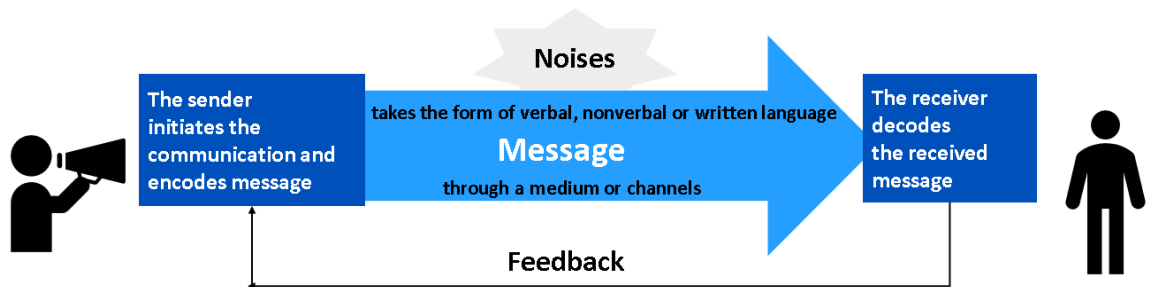 Noises
The sender
initiates the
communication and
encodes message
takes the form of verbal, nonverbal or written language
Message
through a medium or channels
The receiver
decodes
the received
message
Feedback